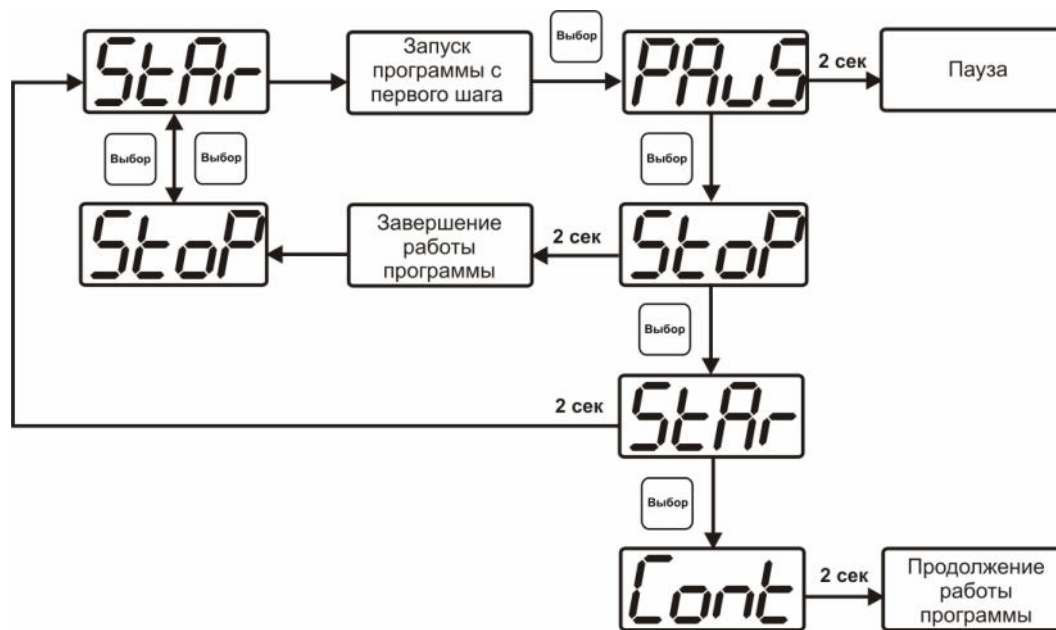 StAr
Запуск
программы с
первого шага
Выбор
PAuS
2 сек
Пауза
Выбор
Выбор
Выбор
StoP
Завершение
работы
программы
2 сек
StoP
Выбор
2 сек
StAr
Выбор
Cont
2 сек
Продолжение
работы
программы